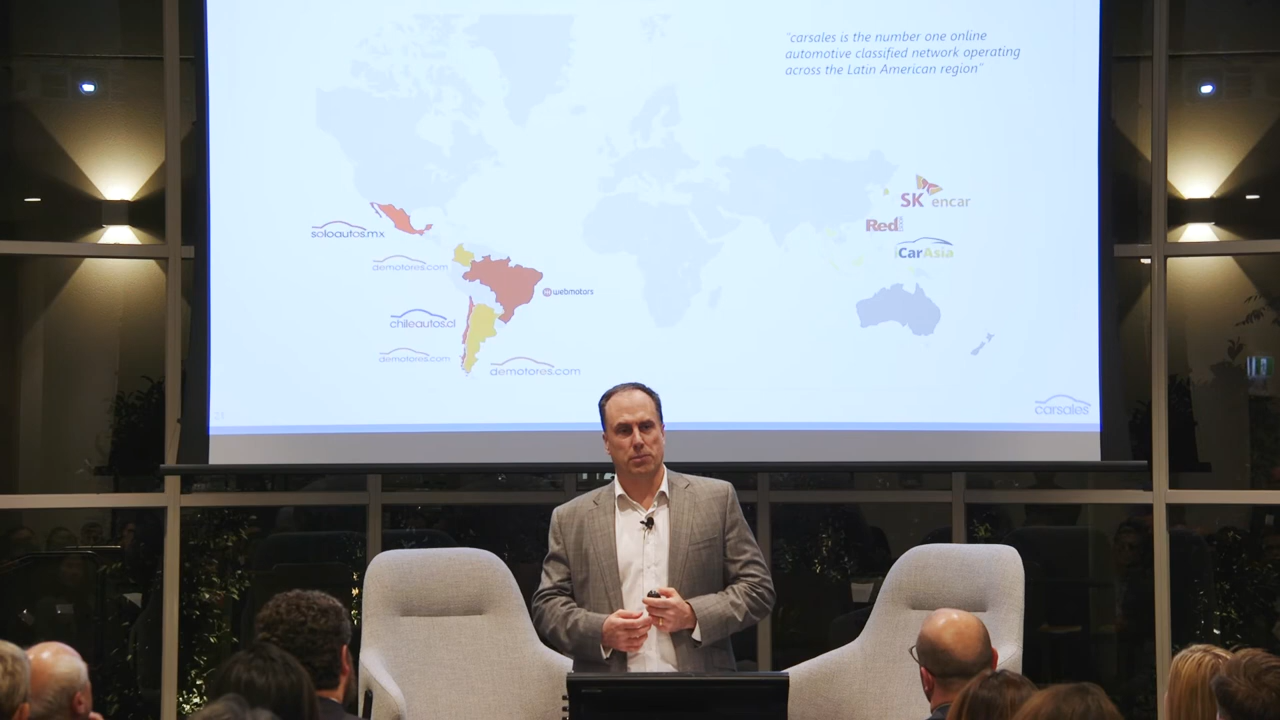 "carsales is the number one online
automotive classified network operating
across the Latin American region"
SK encar
Red
iCarAsia
soloautos.mx
demotores.com
webmotors
chileautos.cl
demotores.com
demotores.com
carsales